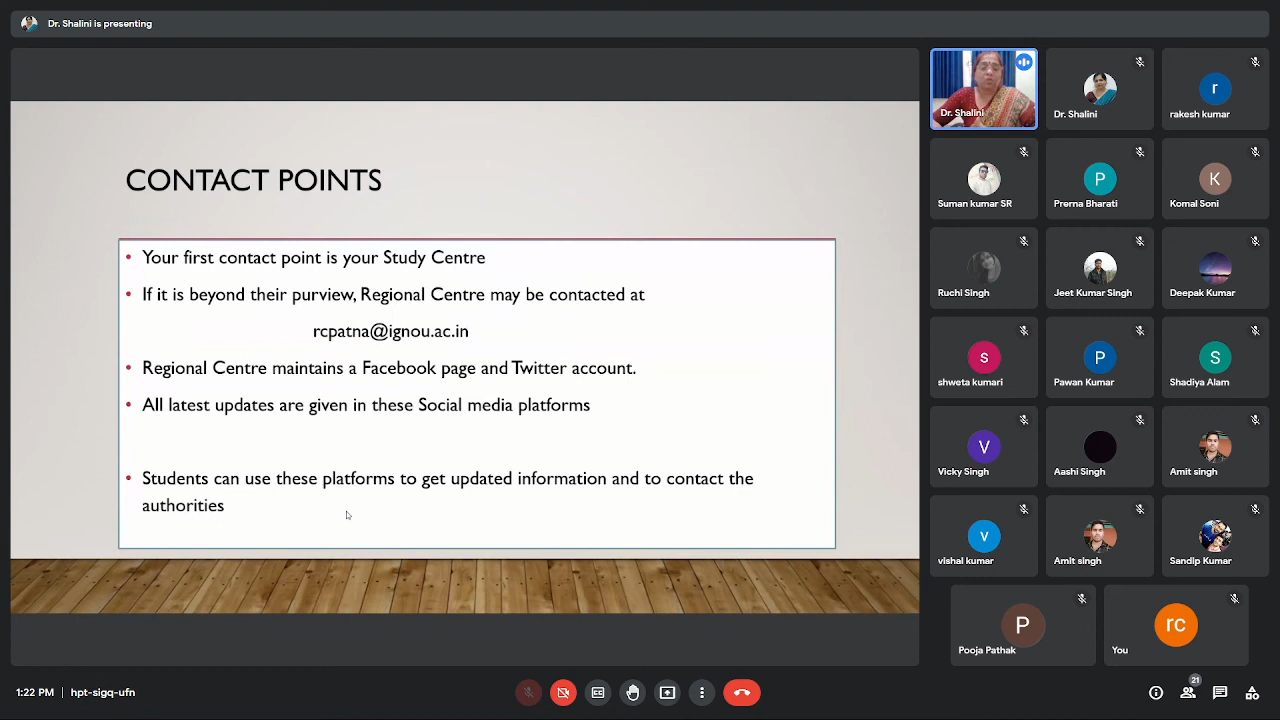 Dr. Shalini is presenting
CONTACT POINTS
• Your first contact point is your Study Centre
• If it is beyond their purview, Regional Centre may be contacted at
rcpatna@ignou.ac.in
• Regional Centre maintains a Facebook page and Twitter account.
• All latest updates are given in these Social media platforms
• Students can use these platforms to get updated information and to contact the
authorities
Dr. Shalini
Dr. Shalini
r
rakesh kumar
Suman kumar SR
P
Prerna Bharati
K
Komal Soni
Ruchi Singh
Jeet Kumar Singh
Deepak Kumar
s
shweta kumari
P
Pawan Kumar
S
Shadiya Alam
V
Vicky Singh
Aashi Singh
Amit singh
v
vishal kumar
Amit singh
Sandip Kumar
P
Pooja Pathak
rc
You
1:22 PM | hpt-sigq-ufn
21